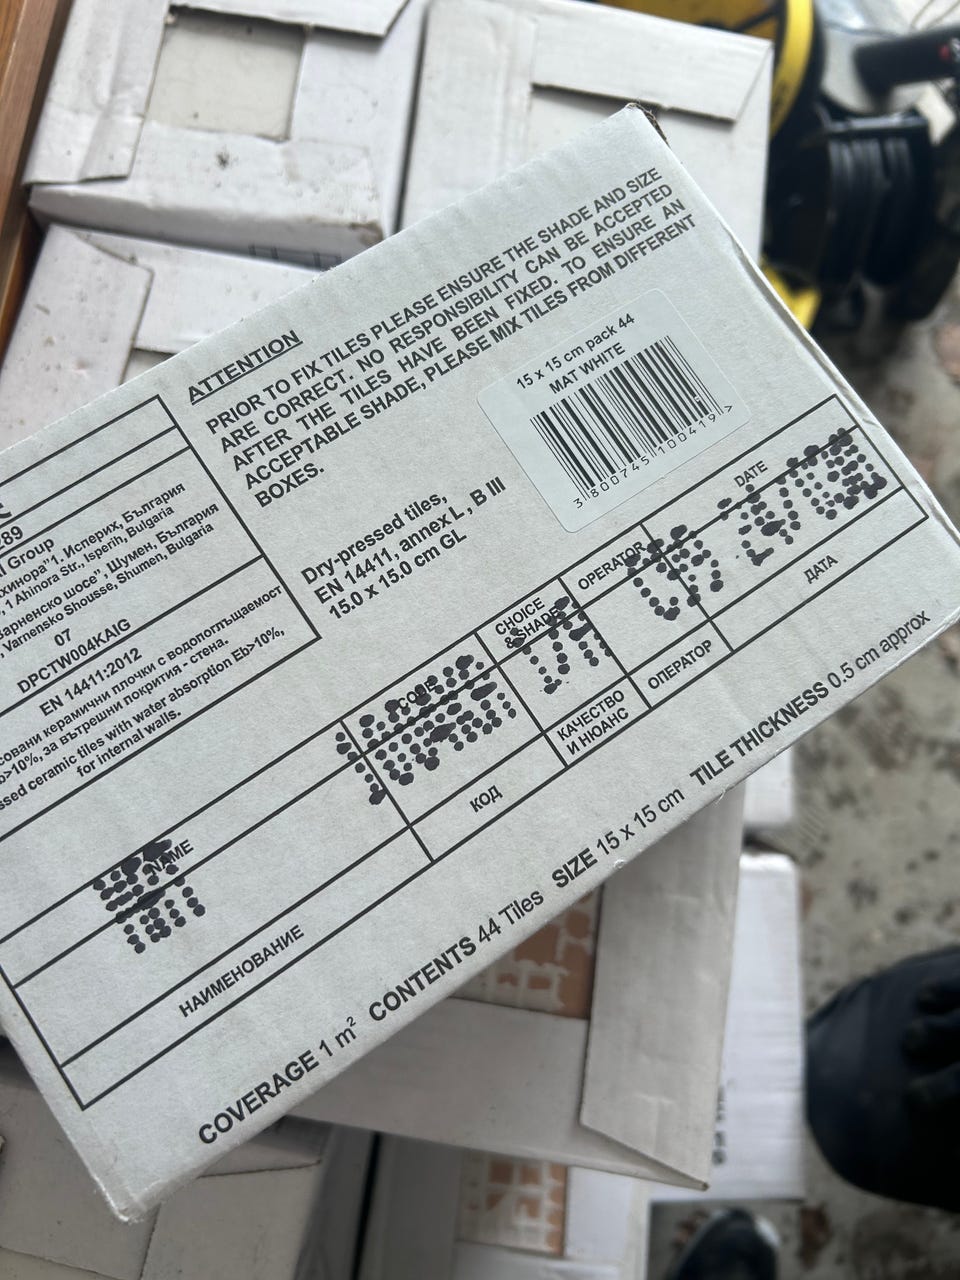 ATTENTION
PRIOR TO FIX TILES PLEASE ENSURE THE SHADE AND SIZE
ARE CORRECT. NO RESPONSIBILITY CAN BE ACCEPTED
AFTER THE TILES HAVE BEEN FIXED. TO ENSURE AN
ACCEPTABLE SHADE, PLEASE MIX TILES FROM DIFFERENT
BOXES.
15 x 15 cm pack 44
MAT WHITE
3 800745 100419 >
Dry-pressed tiles,
EN 14411, annex L , B III
15.0 x 15.0 cm GL
289
Group
1, Исперих, България
, 1 Ahinora Str., Isperih, Bulgaria
Варненско шосе", Шумен, България
, Varnensko Shousse, Shumen, Bulgaria
07
DPCTW004KAIG
EN 14411:2012
керамични плочки с водопоглъщаемост
>10%, за вътрешни покрития - стена.
ceramic tiles with water absorption Eb>10%,
for internal walls.
NAME
CODE
CHOICE
& SHADE
OPERATOR
DATE
НАИМЕНОВАНИЕ
КОД
КАЧЕСТВО
И НЮАНС
ОПЕРАТОР
ДАТА
COVERAGE 1 m² CONTENTS 44 Tiles SIZE 15 x 15 cm TILE THICKNESS 0.5 cm approx